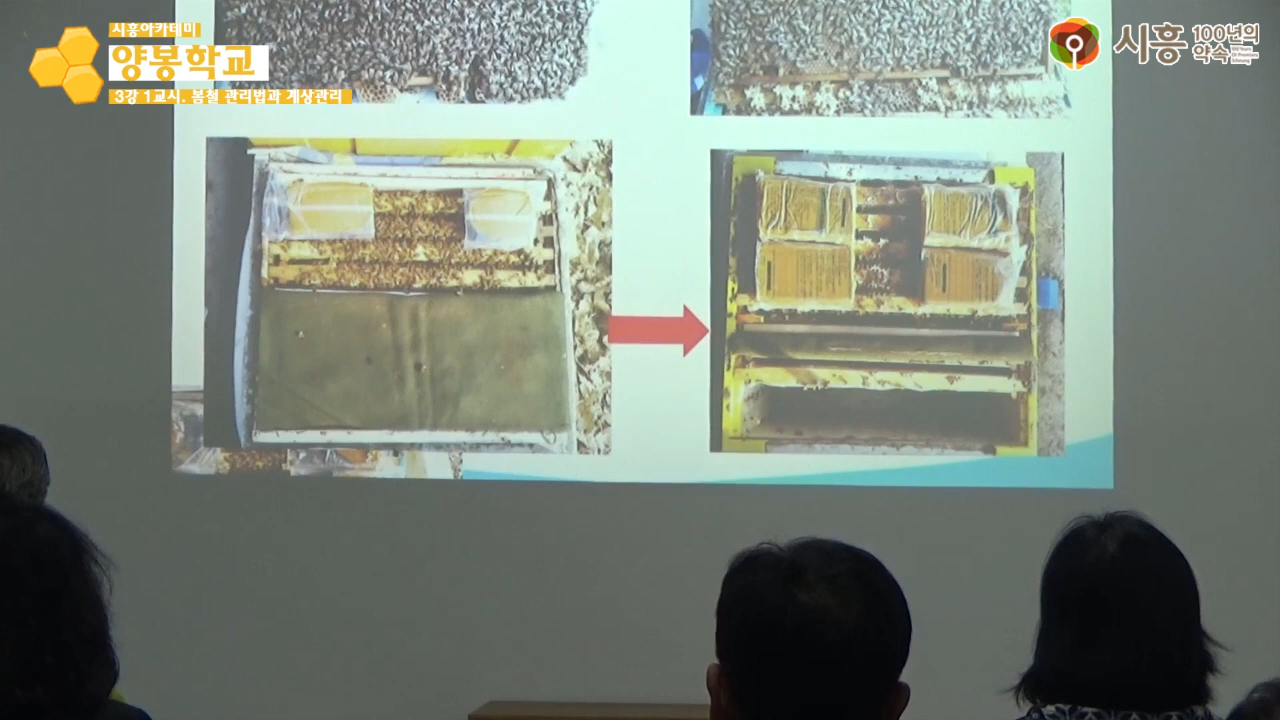 시흥아카데미
양봉학교
3강 1교시. 봄철 관리법과 계상관리
시흥
100년의
약속